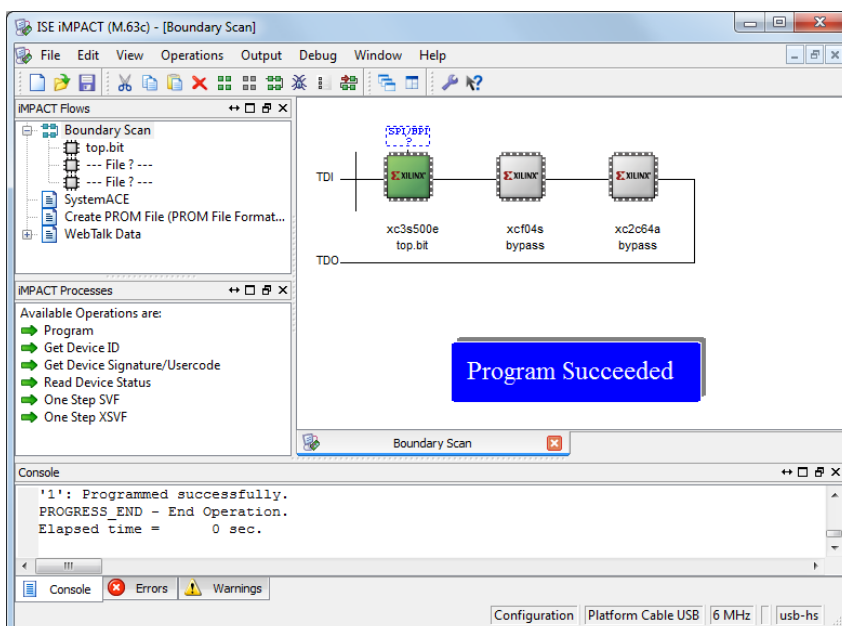 ISE iMPACT (M.63c) - [Boundary Scan]
File Edit View Operations Output Debug Window Help
iMPACT Flows
Boundary Scan
top.bit
--- File ? ---
--- File ? ---
SystemACE
Create PROM File (PROM File Format...
WebTalk Data
iMPACT Processes
Available Operations are:
Program
Get Device ID
Get Device Signature/Usercode
Read Device Status
One Step SVF
One Step XSVF
SPI/BPI
?
TDI
XILINX XILINX XILINX
xc3s500e xcf04s xc2c64a
top.bit bypass bypass
TDO
Program Succeeded
Boundary Scan
Console
'1': Programmed successfully.
PROGRESS_END - End Operation.
Elapsed time = 0 sec.
Console Errors Warnings
Configuration Platform Cable USB 6 MHz usb-hs